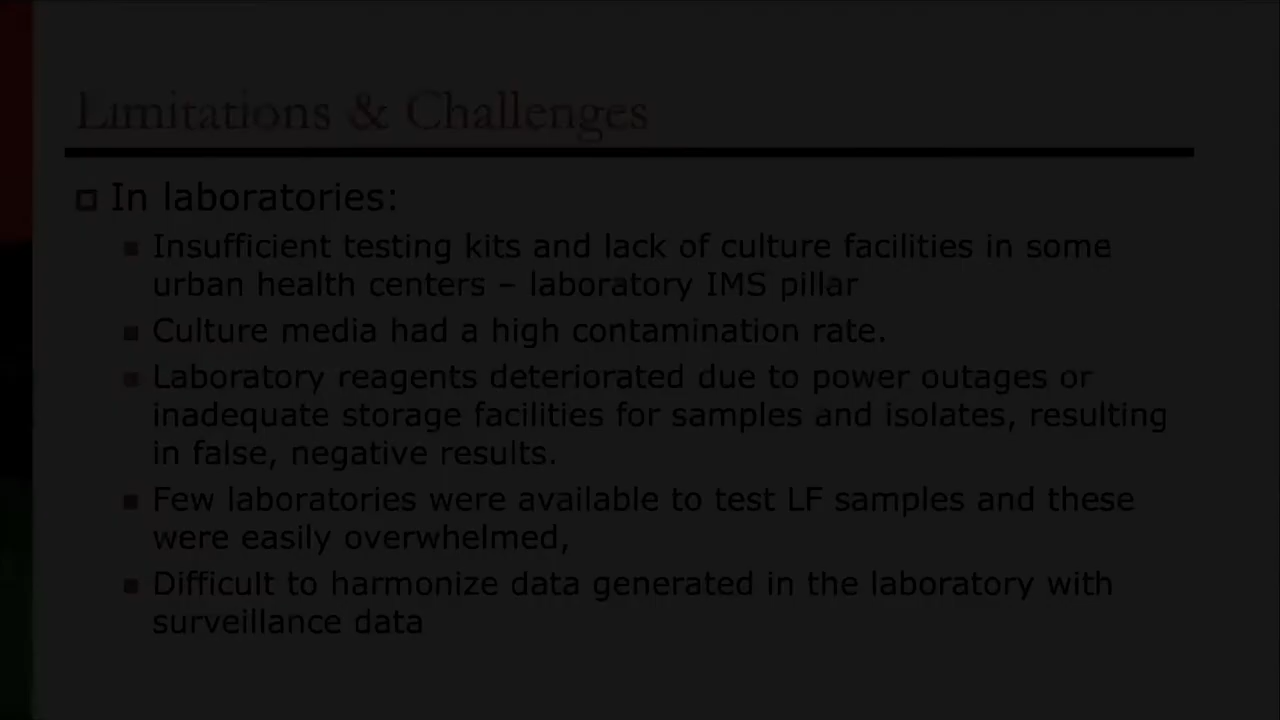 Limitations & Challenges
In laboratories:
Insufficient testing kits and lack of culture facilities in some
urban health centers – laboratory IMS pillar
Culture media had a high contamination rate.
Laboratory reagents deteriorated due to power outages or
inadequate storage facilities for samples and isolates, resulting
in false, negative results.
Few laboratories were available to test LF samples and these
were easily overwhelmed,
Difficult to harmonize data generated in the laboratory with
surveillance data